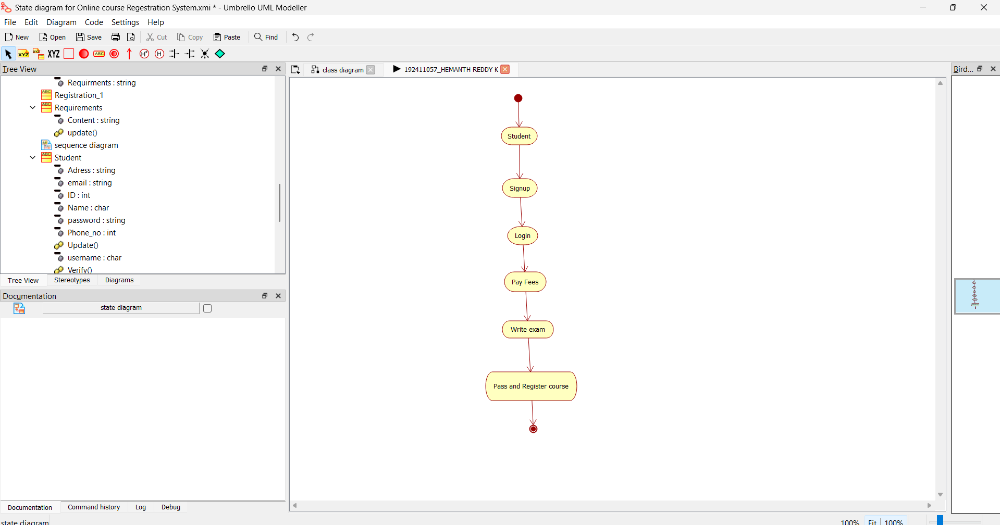 State diagram for Online course Regestration System.xmi * - Umbrello UML Modeller
File Edit Diagram Code Settings Help
New Open Save Cut Copy Paste Find
XYZ XYZ XYZ ABC H* H
Tree View
class diagram
192411057_HEMANTH REDDY K
Bird...
Requirments : string
Registration_1
Requirements
Content : string
update()
sequence diagram
Student
Adress : string
email : string
ID : int
Name : char
password : string
Phone_no : int
Update()
username : char
Verify()
Tree View Stereotypes Diagrams
Documentation
state diagram
Documentation Command history Log Debug
Student
Signup
Login
Pay Fees
Write exam
Pass and Register course
state diagram
100% Fit 100%